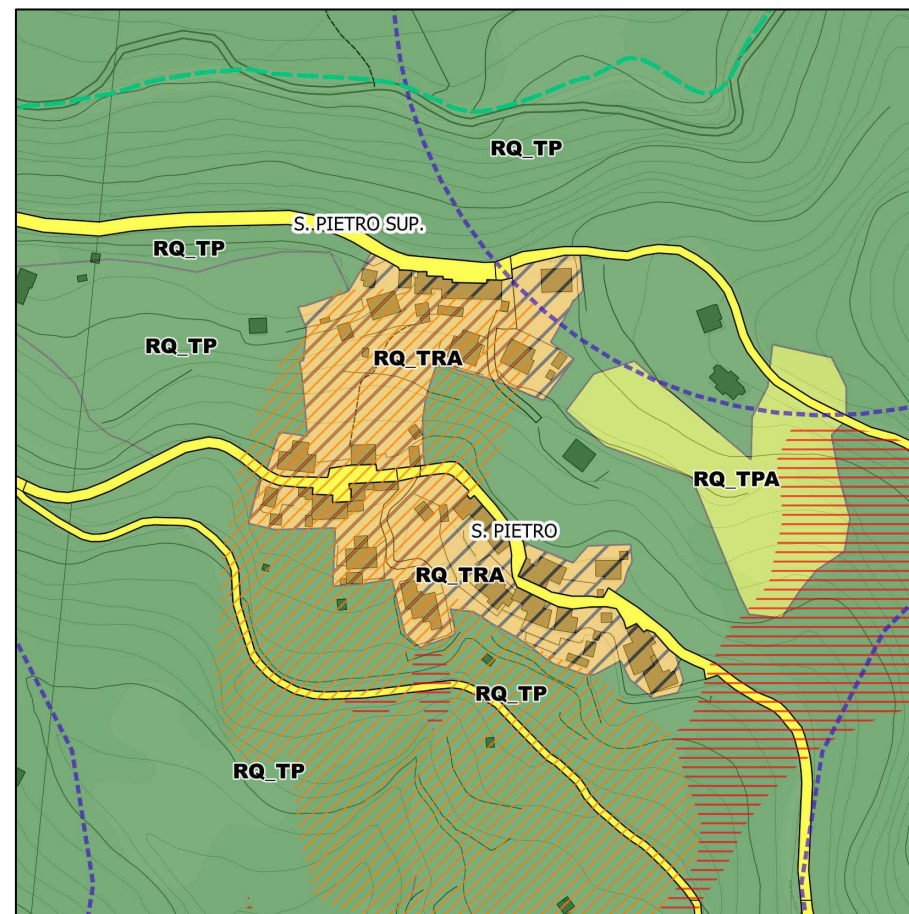 RQ_TP
S. PIETRO SUP.
RQ_TP
RQ_TP
RQ_TRA
RQ_TPA
S. PIETRO
RQ_TRA
RQ_TP
RQ_TP